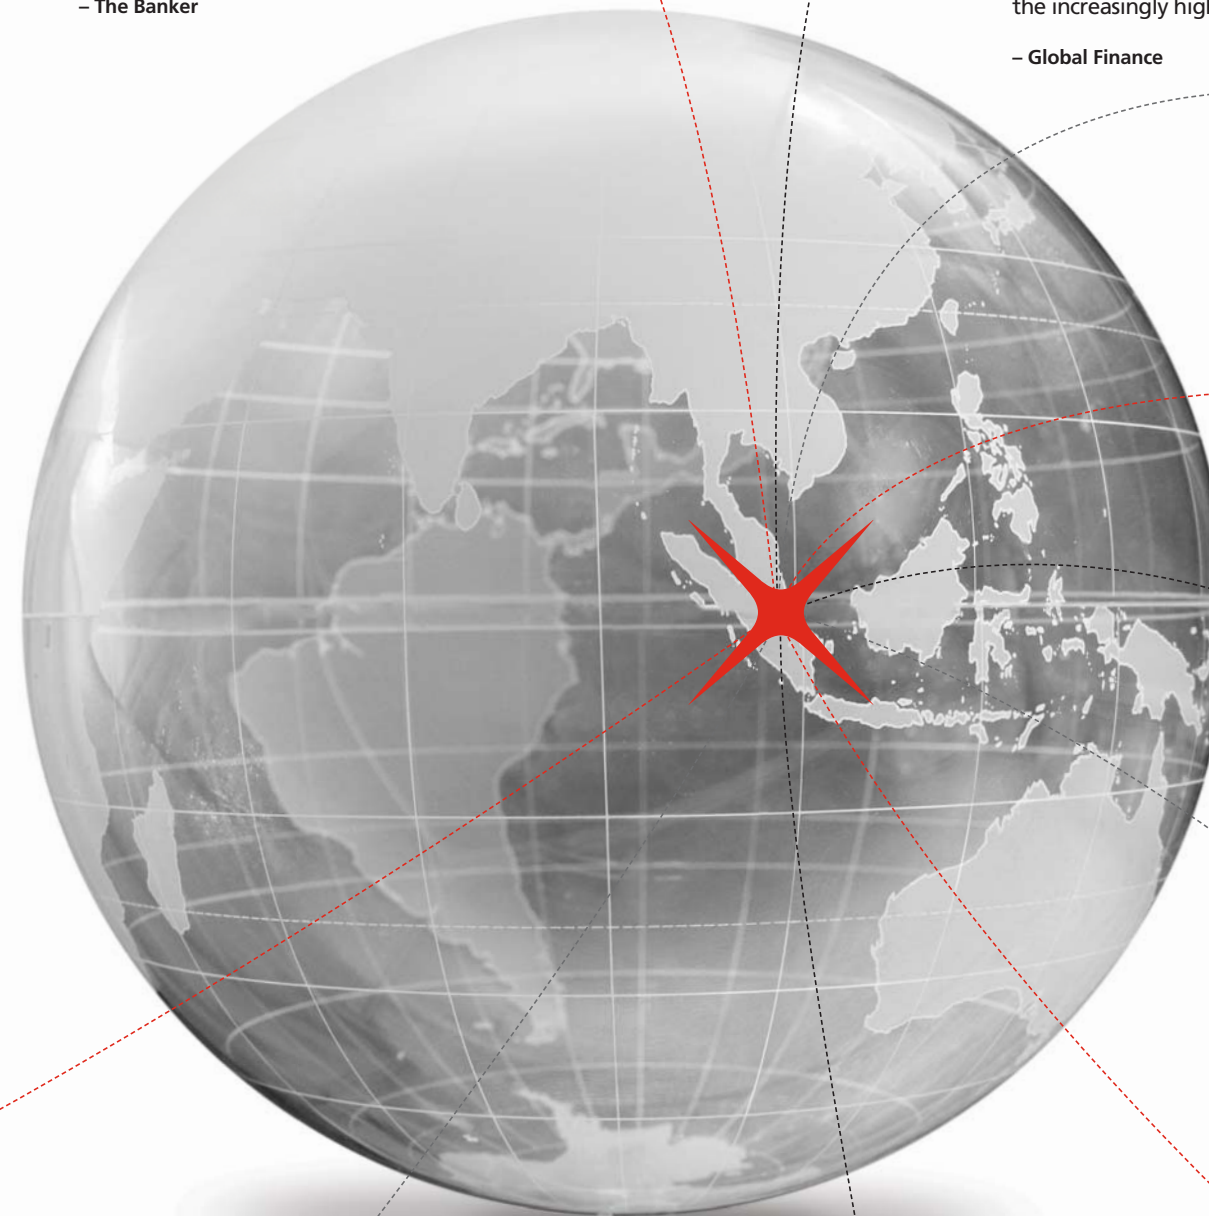 – The Banker
the increasingly hig
– Global Finance